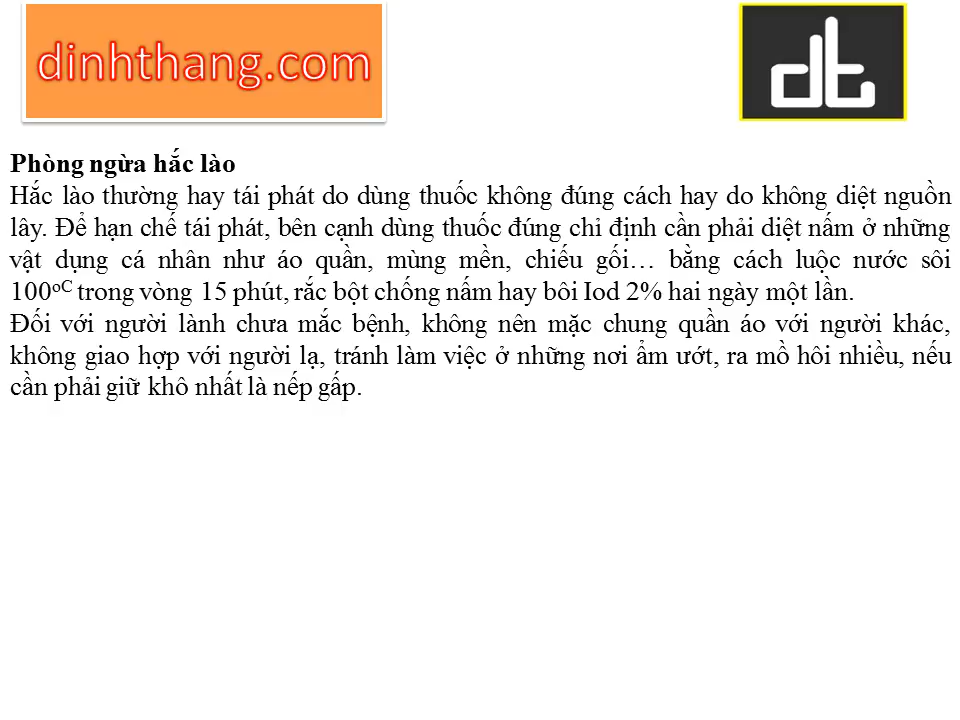 dinhthang.com
dt
Phòng ngừa hắc lào
Hắc lào thường hay tái phát do dùng thuốc không đúng cách hay do không diệt nguồn
lây. Để hạn chế tái phát, bên cạnh dùng thuốc đúng chỉ định cần phải diệt nấm ở những
vật dụng cá nhân như áo quần, mùng mền, chiếu gối… bằng cách luộc nước sôi
100oC trong vòng 15 phút, rắc bột chống nấm hay bôi Iod 2% hai ngày một lần.
Đối với người lành chưa mắc bệnh, không nên mặc chung quần áo với người khác,
không giao hợp với người lạ, tránh làm việc ở những nơi ẩm ướt, ra mồ hôi nhiều, nếu
cần phải giữ khô nhất là nếp gấp.